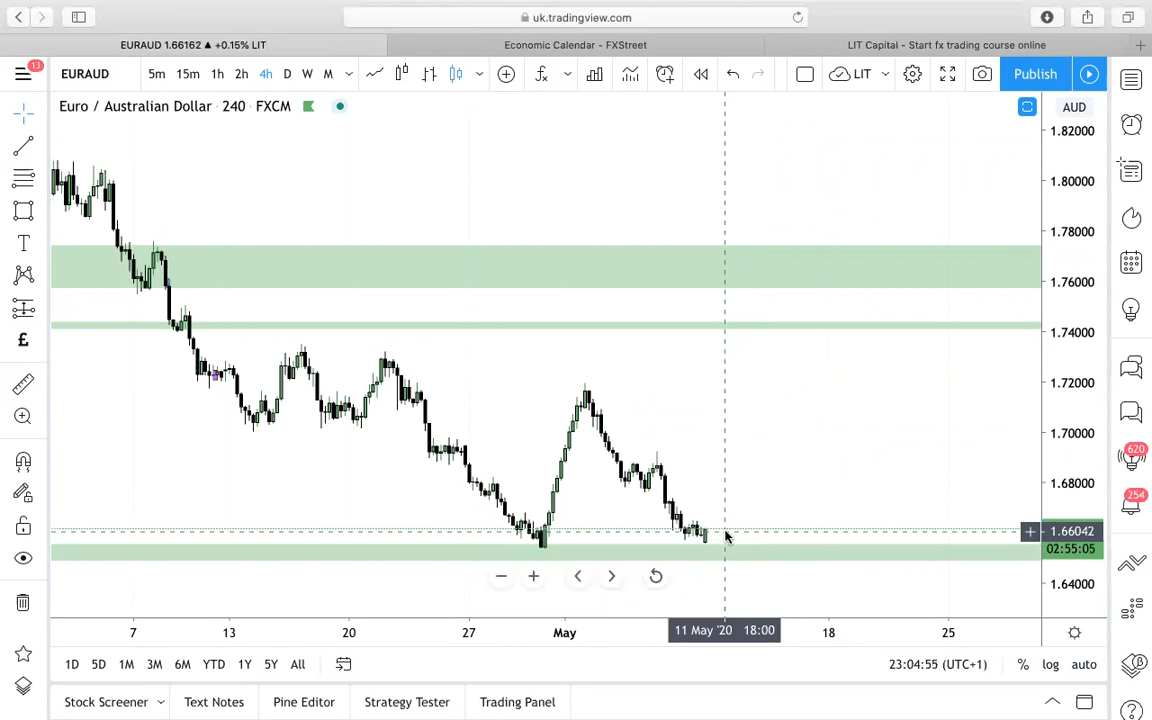 uk.tradingview.com
EURAUD 1.66162 ▲ +0.15% LIT
Economic Calendar - FXStreet
LIT Capital - Start fx trading course online
13
EURAUD
5m 15m 1h 2h 4h D W M
LIT
Publish
Euro / Australian Dollar · 240 · FXCM
AUD
1.82000
1.80000
1.78000
1.76000
1.74000
1.72000
1.70000
1.68000
1.66042
02:55:05
1.64000
620
254
7 13 20 27 May 11 May '20 18:00 18 25
1D 5D 1M 3M 6M YTD 1Y 5Y All
23:04:55 (UTC+1) % log auto
Stock Screener Text Notes Pine Editor Strategy Tester Trading Panel